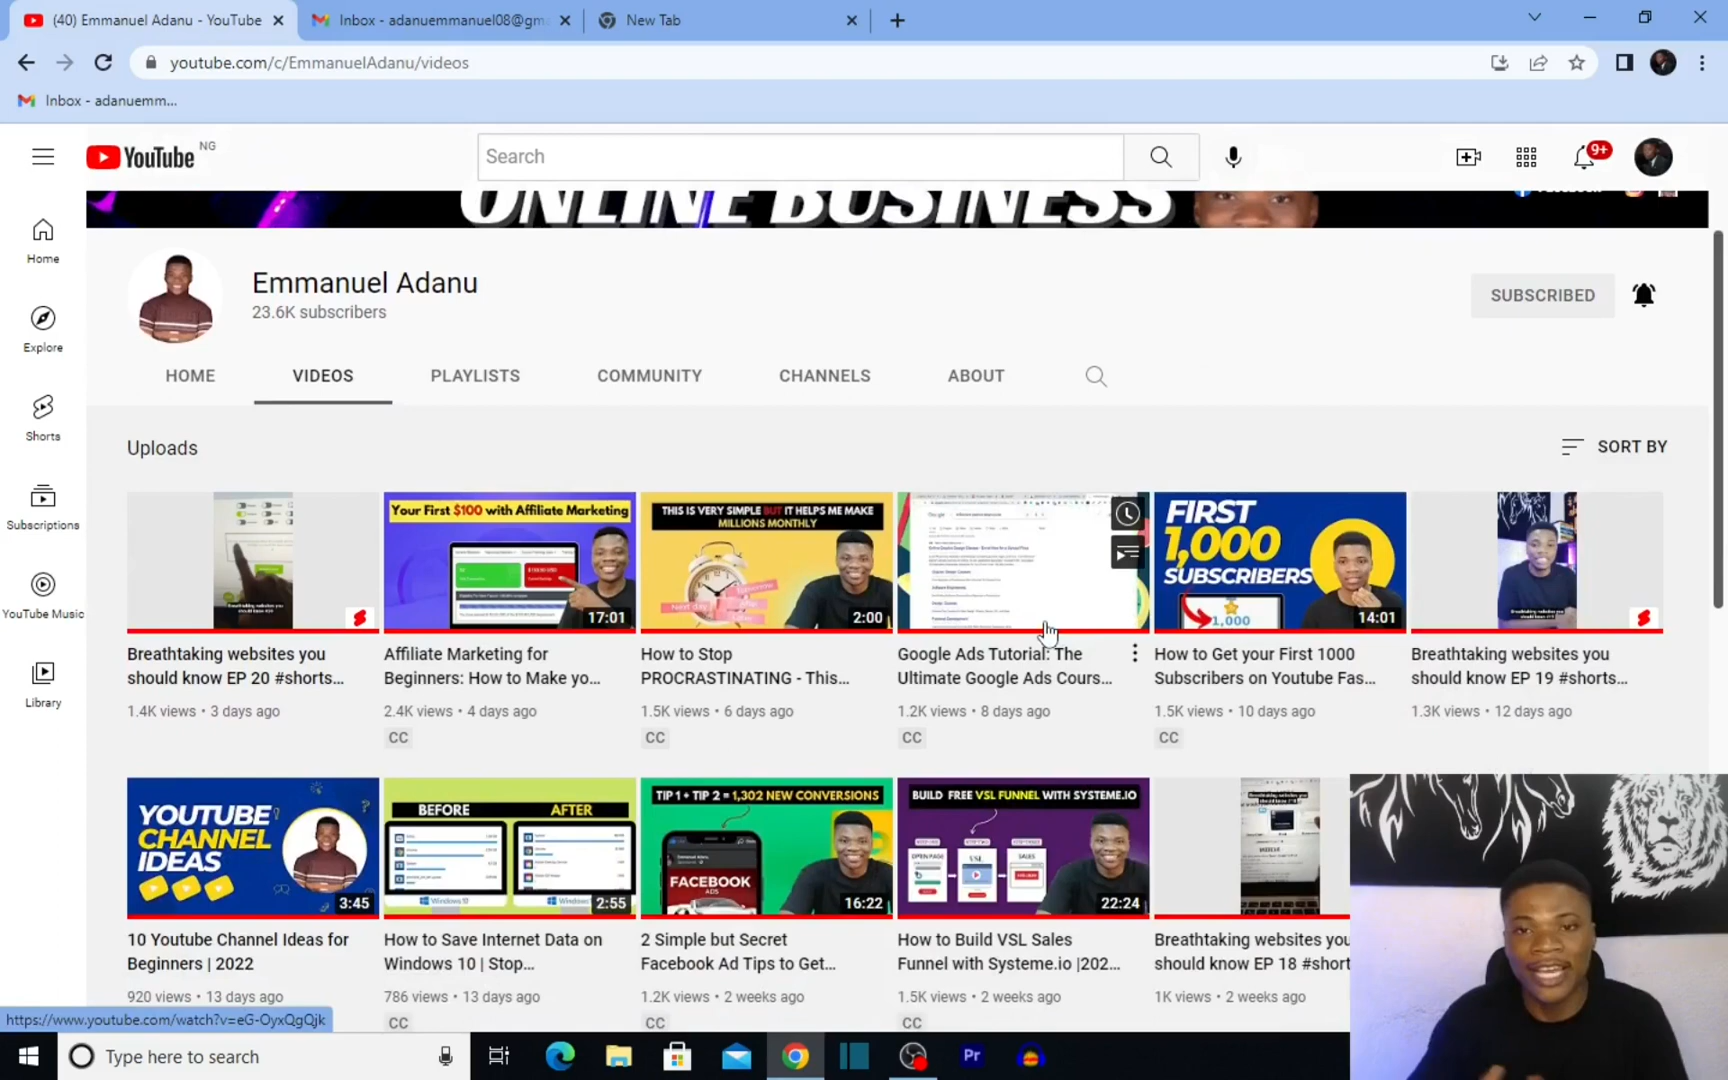 (40) Emmanuel Adanu - YouTube
Inbox - adanuemmanuel08@gm
New Tab
youtube.com/c/EmmanuelAdanu/videos
Inbox - adanuemm...
YouTube NG
Search
9+
ONLINE BUSINESS
Emmanuel Adanu
23.6K subscribers
SUBSCRIBED
HOME
VIDEOS
PLAYLISTS
COMMUNITY
CHANNELS
ABOUT
Home
Explore
Shorts
Subscriptions
YouTube Music
Library
Uploads
SORT BY
Your First $100 with Affiliate Marketing
17:01
THIS IS VERY SIMPLE BUT IT HELPS ME MAKE
MILLIONS MONTHLY
Next day
2:00
FIRST
1,000
SUBSCRIBERS
1,000
14:01
Breathtaking websites you
should know EP 20 #shorts...
1.4K views • 3 days ago
Affiliate Marketing for
Beginners: How to Make yo...
2.4K views • 4 days ago
CC
How to Stop
PROCRASTINATING - This...
1.5K views • 6 days ago
CC
Google Ads Tutorial: The
Ultimate Google Ads Cours...
1.2K views • 8 days ago
CC
How to Get your First 1000
Subscribers on Youtube Fas...
1.5K views • 10 days ago
CC
Breathtaking websites you
should know EP 19 #shorts...
1.3K views • 12 days ago
YOUTUBE
CHANNEL
IDEAS
3:45
BEFORE
AFTER
Windows 10
2:55
TIP 1 + TIP 2 = 1,302 NEW CONVERSIONS
FACEBOOK
ADS
16:22
BUILD FREE VSL FUNNEL WITH SYSTEME.IO
OPEN PAGE
VSL
SALES
22:24
10 Youtube Channel Ideas for
Beginners | 2022
920 views • 13 days ago
How to Save Internet Data on
Windows 10 | Stop...
786 views • 13 days ago
CC
2 Simple but Secret
Facebook Ad Tips to Get...
1.2K views • 2 weeks ago
CC
How to Build VSL Sales
Funnel with Systeme.io |202...
1.5K views • 2 weeks ago
CC
Breathtaking websites you
should know EP 18 #short
1K views • 2 weeks ago
https://www.youtube.com/watch?v=eG-OyxQgQjk
Type here to search
Pr